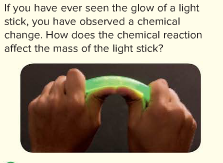 If you have ever seen the glow of a light
stick, you have observed a chemical
change. How does the chemical reaction
affect the mass of the light stick?